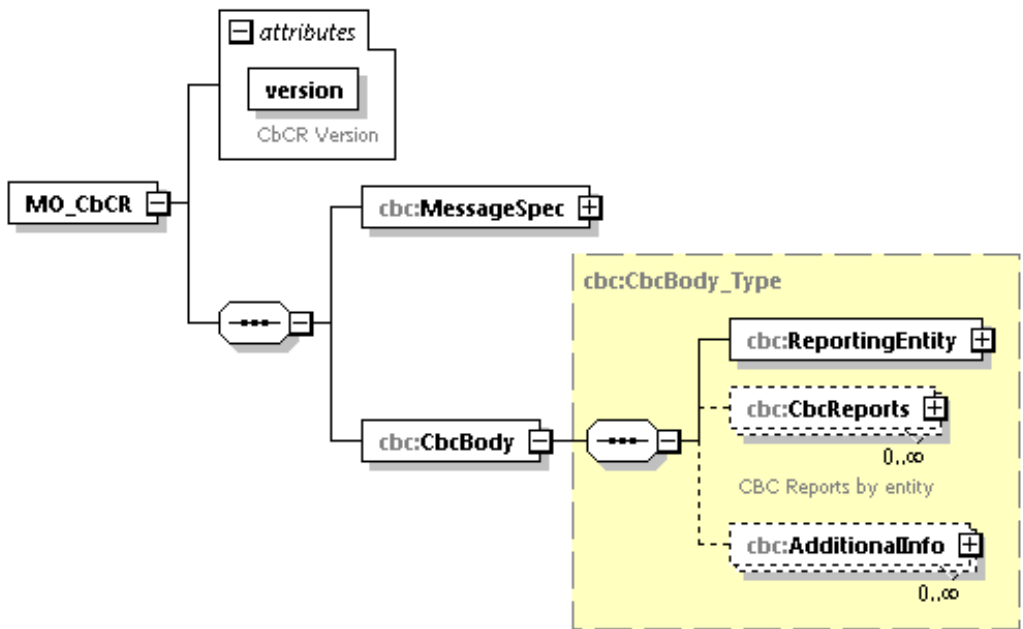 attributes
version
CbCR Version
MO_CbCR
cbc:MessageSpec
cbc:CbcBody_Type
cbc:ReportingEntity
cbc:CbcReports
0..∞
CBC Reports by entity
cbc:CbcBody
cbc:AdditionalInfo
0..∞